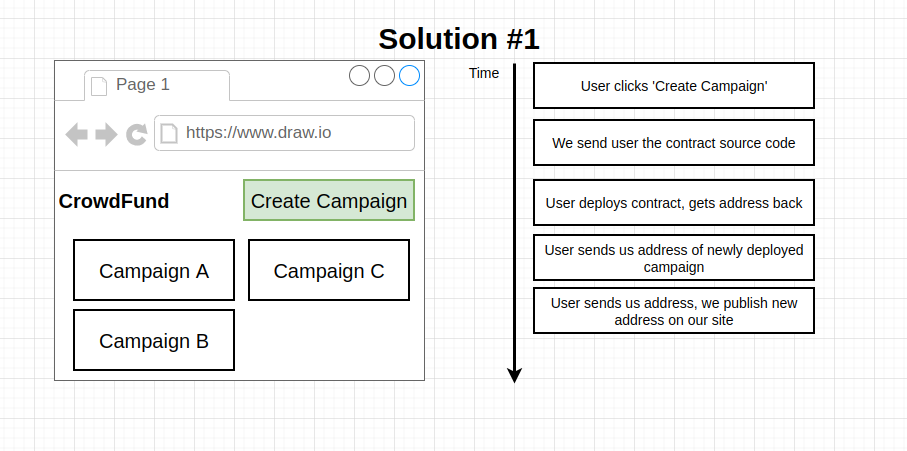 Solution #1
Page 1
https://www.draw.io
CrowdFund
Create Campaign
Campaign A
Campaign C
Campaign B
Time
User clicks 'Create Campaign'
We send user the contract source code
User deploys contract, gets address back
User sends us address of newly deployed
campaign
User sends us address, we publish new
address on our site